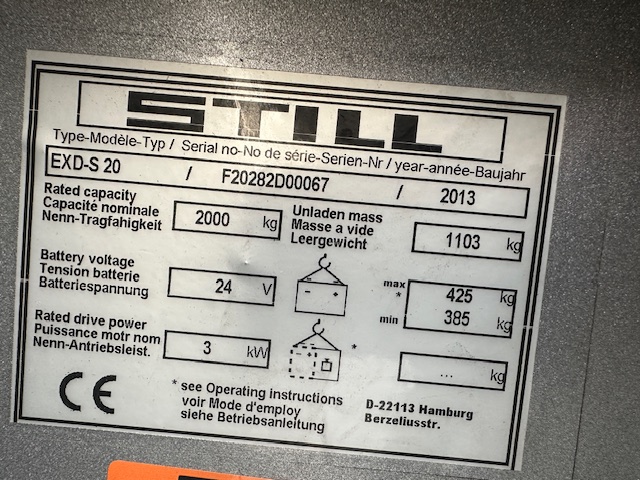 STILL
Type-Modèle-Typ / Serial no-No de série-Serien-Nr / year-année-Baujahr
EXD-S 20 / F20282D00067 / 2013
Rated capacity
Capacité nominale
Nenn-Tragfahigkeit
2000 kg
Unladen mass
Masse a vide
Leergewicht
1103 kg
Battery voltage
Tension batterie
Batteriespannung
24 V
max 425 kg
*
min 385 kg
Rated drive power
Puissance motr nom
Nenn-Antriebsleist.
3 kW
*
... kg
CE
* see Operating instructions
voir Mode d'employ
siehe Betriebsanleitung
D-22113 Hamburg
Berzeliusstr.